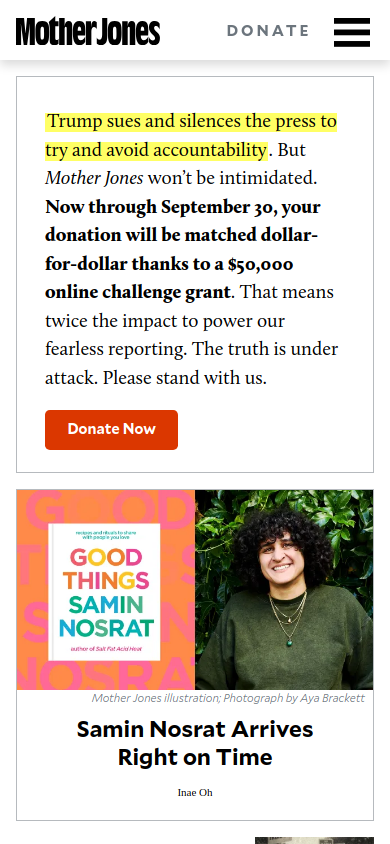 Mother Jones
DONATE
Trump sues and silences the press to
try and avoid accountability. But
Mother Jones won’t be intimidated.
Now through September 30, your
donation will be matched dollar-
for-dollar thanks to a $50,000
online challenge grant. That means
twice the impact to power our
fearless reporting. The truth is under
attack. Please stand with us.
Donate Now
recipes and rituals to share
with people you love
GOOD
THINGS
SAMIN
NOSRAT
author of Salt Fat Acid Heat
Mother Jones illustration; Photograph by Aya Brackett
Samin Nosrat Arrives
Right on Time
Inae Oh